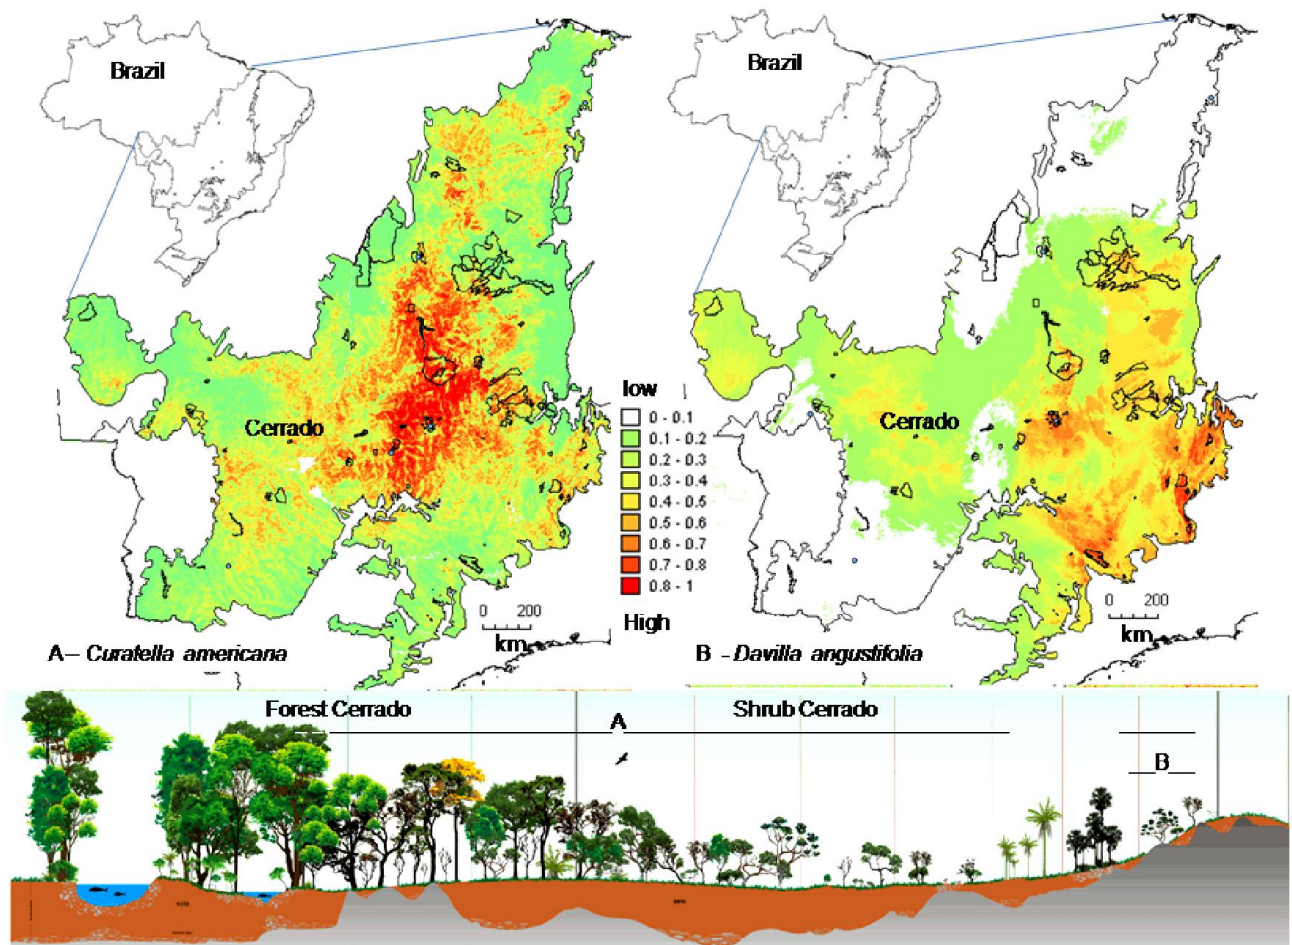 Brazil
Cerrado
A – Curatella americana
0 200
km
low
0 - 0.1
0.1 - 0.2
0.2 - 0.3
0.3 - 0.4
0.4 - 0.5
0.5 - 0.6
0.6 - 0.7
0.7 - 0.8
0.8 - 1
High
Brazil
Cerrado
B - Davilla angustifolia
0 200
km
Forest Cerrado
A
Shrub Cerrado
B